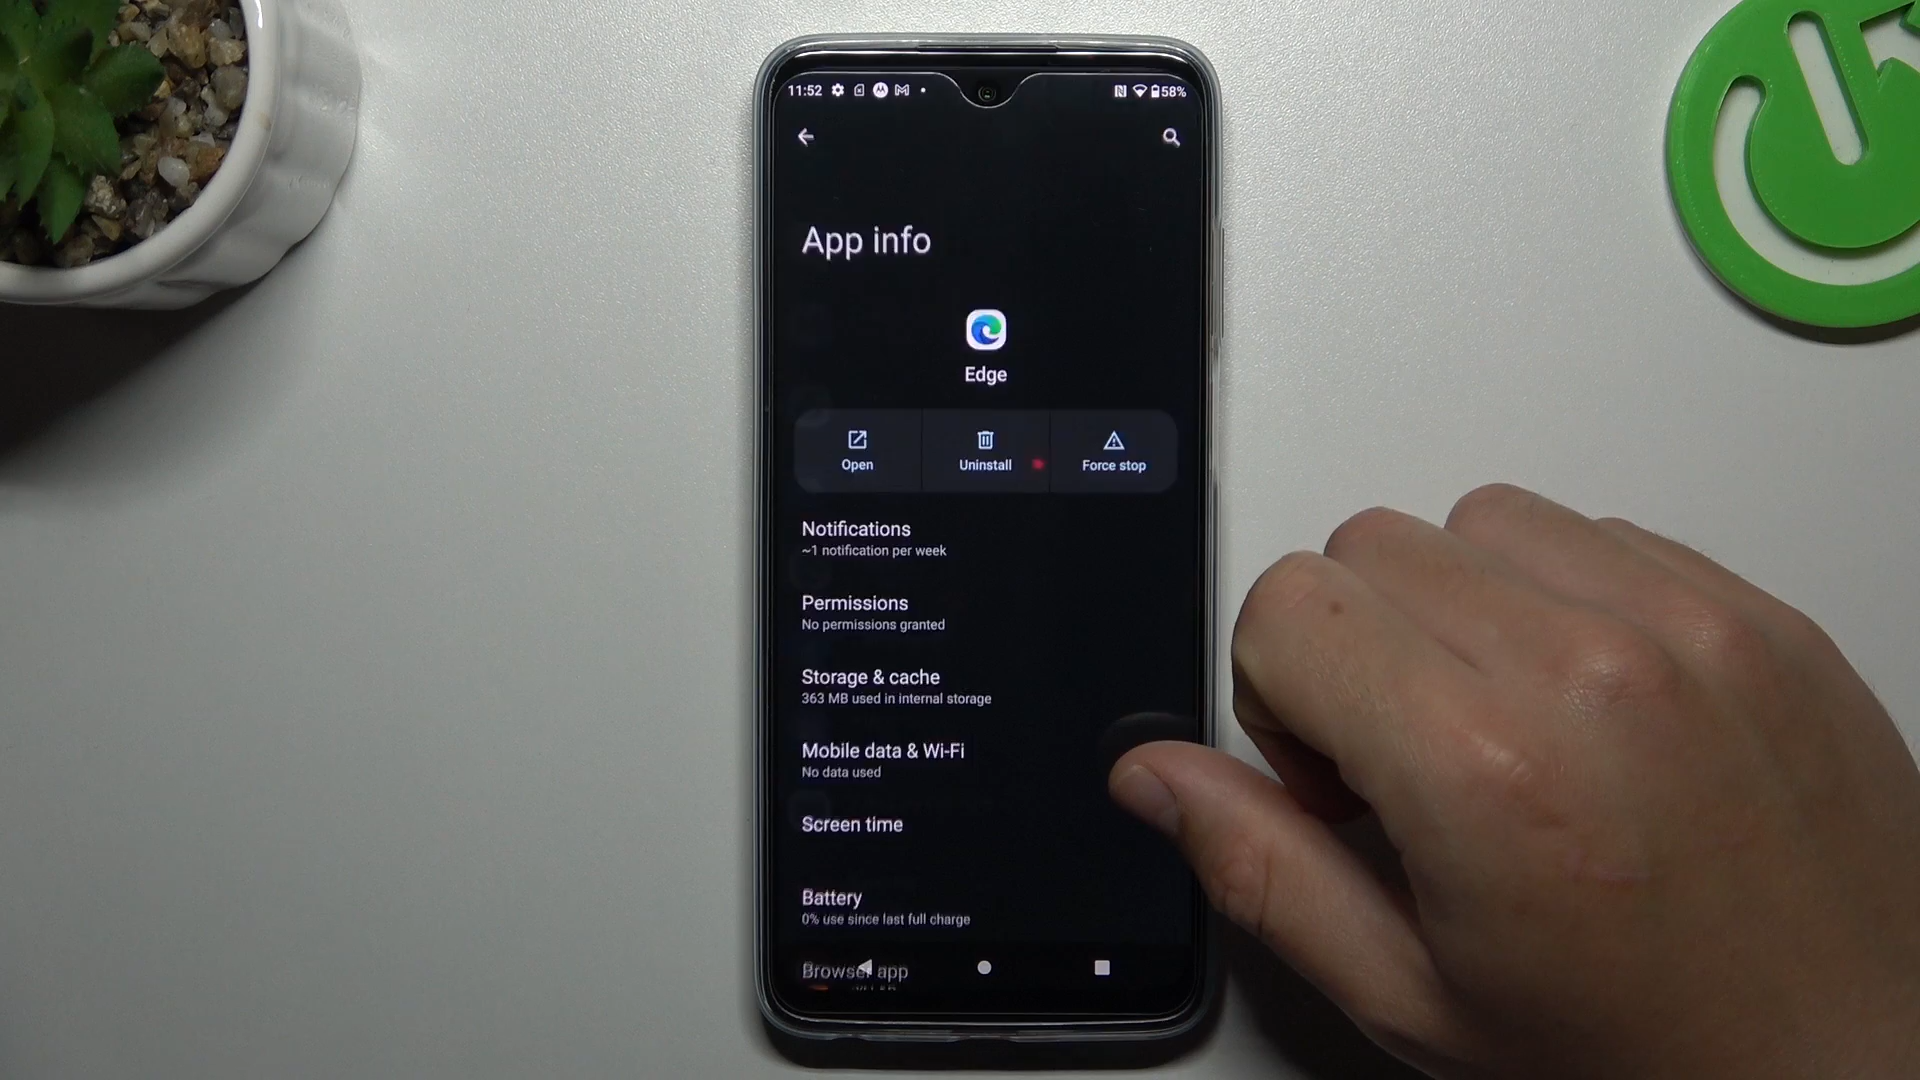 11:52
58%
App info
Edge
Open
Uninstall
Force stop
Notifications
~1 notification per week
Permissions
No permissions granted
Storage & cache
363 MB used in internal storage
Mobile data & Wi-Fi
No data used
Screen time
Battery
0% use since last full charge
Browser app